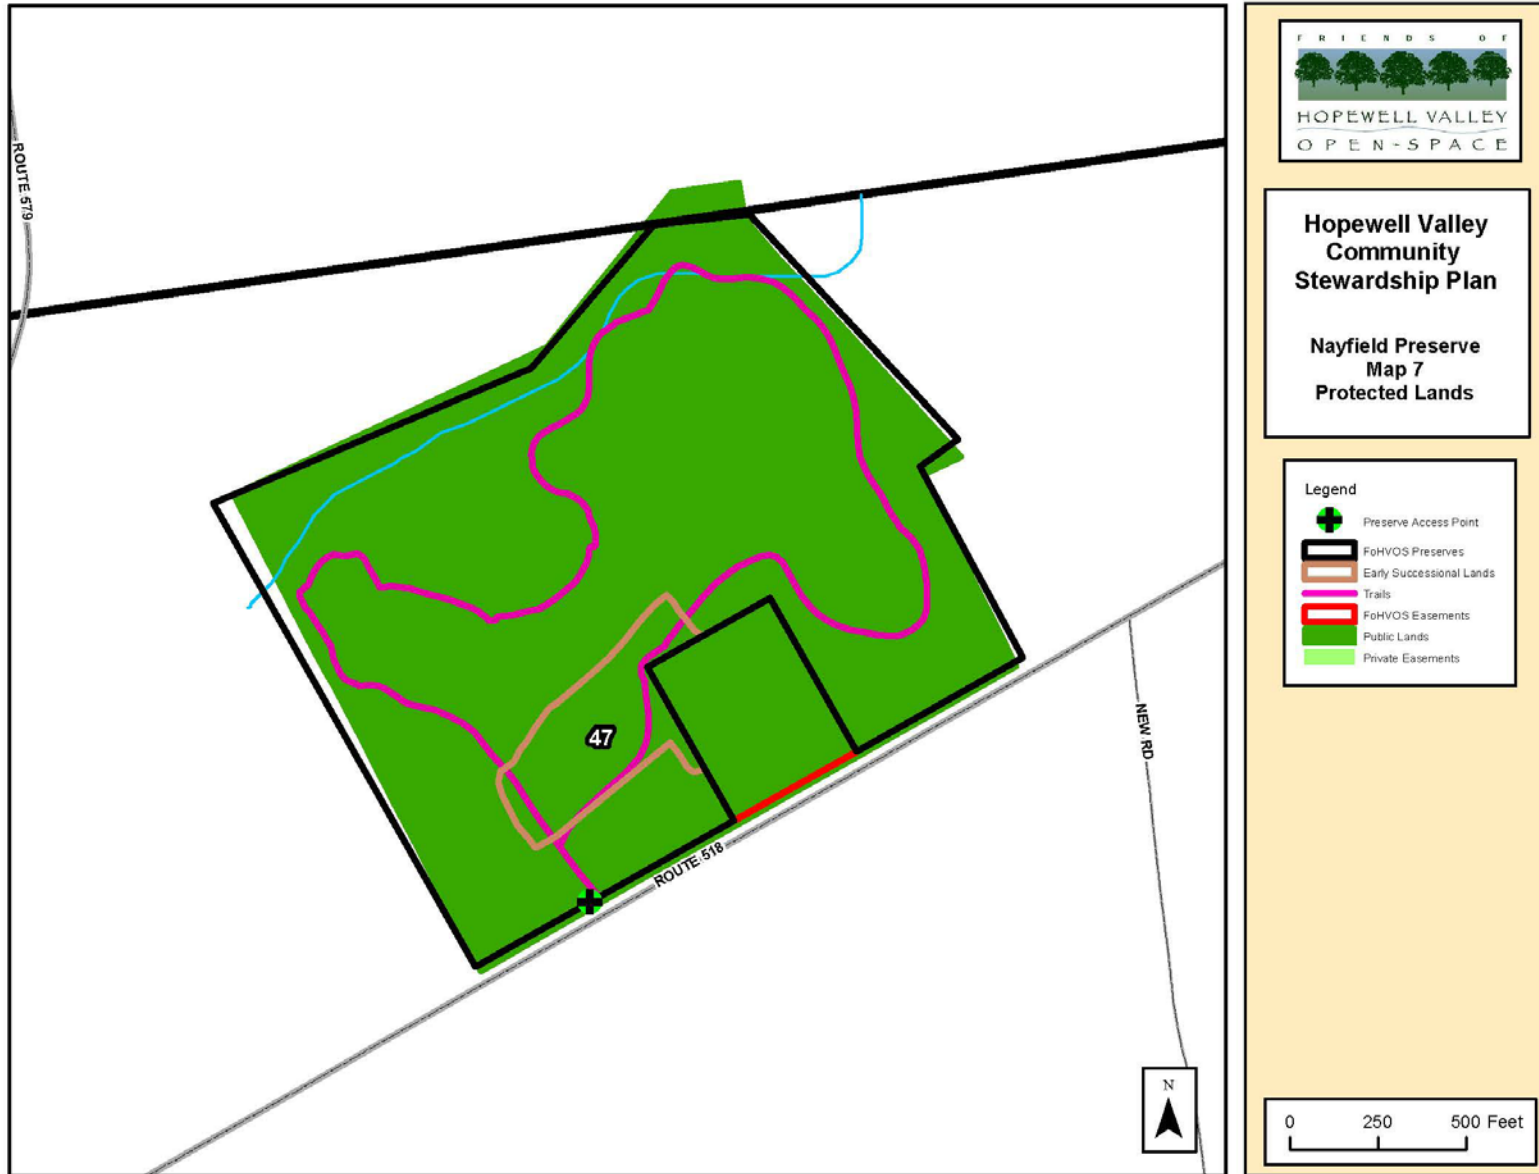 ROUTE 579
47
ROUTE 518
NEW RD
N
FRIENDS OF
HOPEWELL VALLEY
OPEN-SPACE
Hopewell Valley
Community
Stewardship Plan
Nayfield Preserve
Map 7
Protected Lands
Legend
Preserve Access Point
FoHVOS Preserves
Early Successional Lands
Trails
FoHVOS Easements
Public Lands
Private Easements
0 250 500 Feet